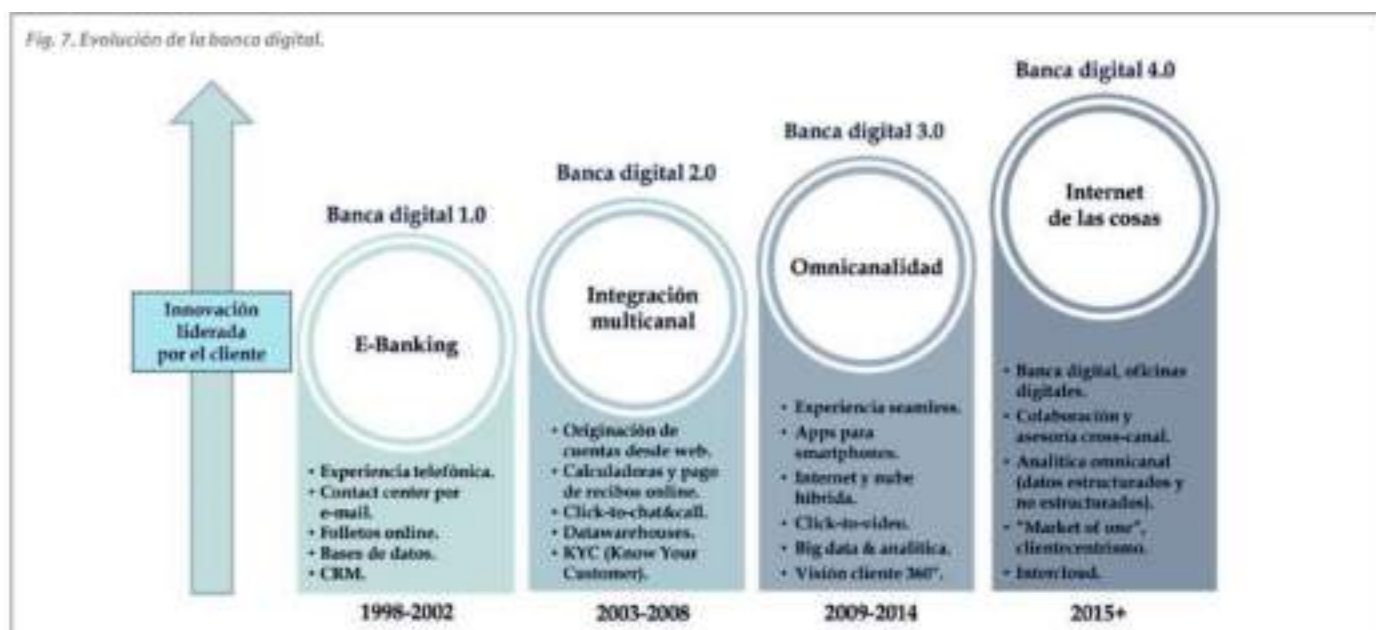 Fig. 7. Evolución de la banca digital.
Innovación
liderada
por el cliente
Banca digital 1.0
E-Banking
• Experiencia telefónica.
• Contact center por
e-mail.
• Folletos online.
• Bases de datos.
• CRM.
1998-2002
Banca digital 2.0
Integración
multicanal
• Originación de
cuentas desde web.
• Calculadoras y pago
de recibos online.
• Click-to-chat&call.
• Datawarehouses.
• KYC (Know Your
Customer).
2003-2008
Banca digital 3.0
Omnicanalidad
• Experiencia seamless.
• Apps para
smartphones.
• Internet y nube
híbrida.
• Click-to-video.
• Big data & analítica.
• Visión cliente 360°.
2009-2014
Banca digital 4.0
Internet
de las cosas
• Banca digital, oficinas
digitales.
• Colaboración y
asesoría cross-canal.
• Analítica omnicanal
(datos estructurados y
no estructurados).
• "Market of one",
clientecentrismo.
• Intercloud.
2015+